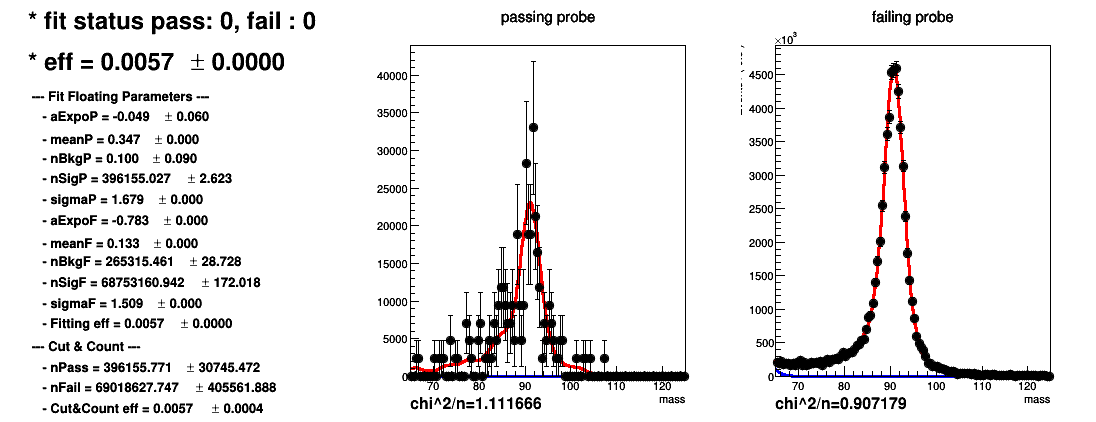 * fit status pass: 0, fail : 0
* eff = 0.0057 ± 0.0000
--- Fit Floating Parameters ---
- aExpoP = -0.049 ± 0.060
- meanP = 0.347 ± 0.000
- nBkgP = 0.100 ± 0.090
- nSigP = 396155.027 ± 2.623
- sigmaP = 1.679 ± 0.000
- aExpoF = -0.783 ± 0.000
- meanF = 0.133 ± 0.000
- nBkgF = 265315.461 ± 28.728
- nSigF = 68753160.942 ± 172.018
- sigmaF = 1.509 ± 0.000
- Fitting eff = 0.0057 ± 0.0000
--- Cut & Count ---
- nPass = 396155.771 ± 30745.472
- nFail = 69018627.747 ± 405561.888
- Cut&Count eff = 0.0057 ± 0.0004
passing probe
40000
35000
30000
25000
20000
15000
10000
5000
0
70 80 90 100 110 120
mass
chi^2/n=1.111666
failing probe
×10³
4500
4000
3500
3000
2500
2000
1500
1000
500
0
70 80 90 100 110 120
mass
chi^2/n=0.907179